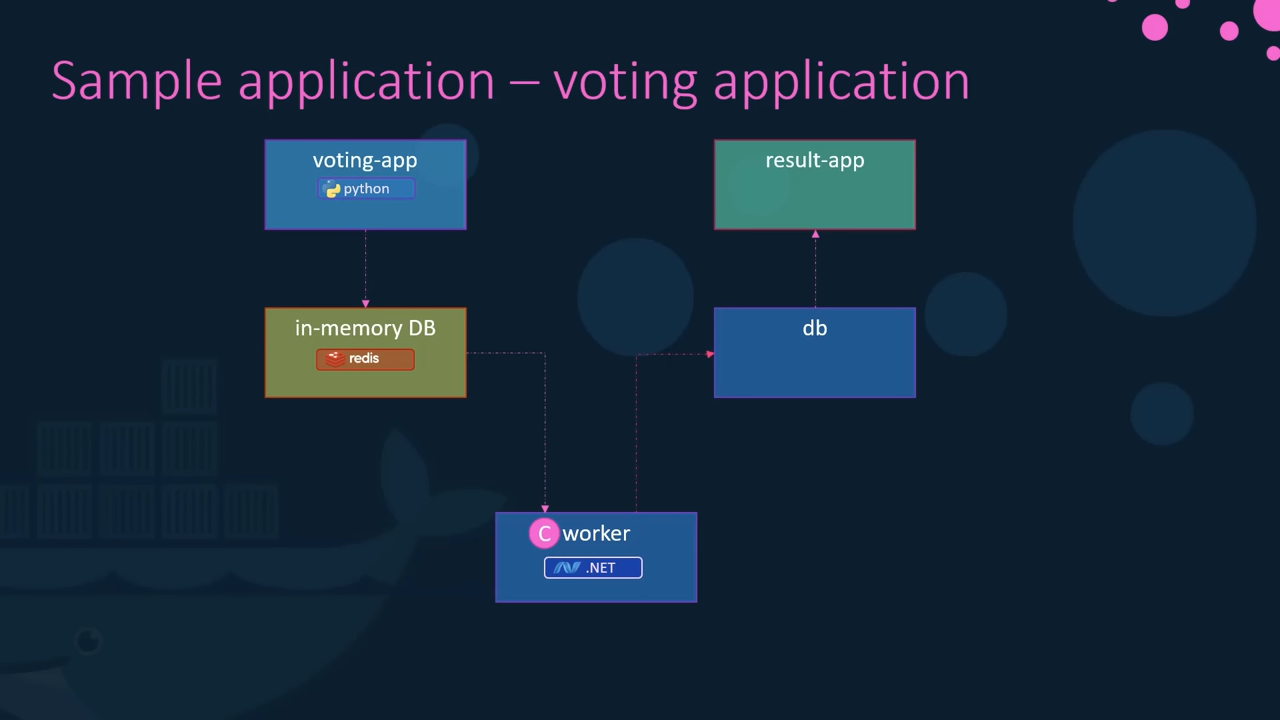 Sample application – voting application
voting-app
python
result-app
in-memory DB
redis
db
C worker
.NET